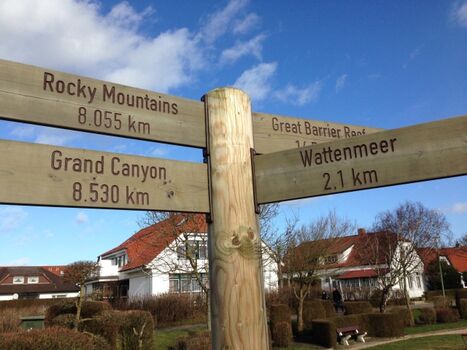 Rocky Mountains
8.055 km
Grand Canyon
8.530 km
Great Barrier Reef
Wattenmeer
2.1 km